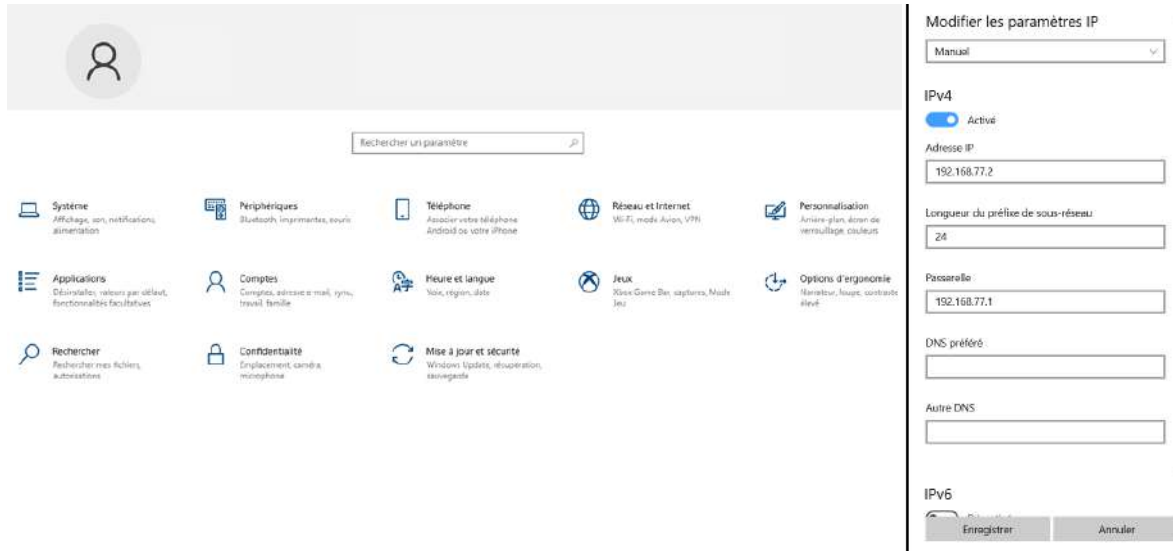 Rechercher un paramètre
Système
Affichage, son, notifications,
alimentation
Périphériques
Bluetooth, imprimantes, souris
Téléphone
Associer votre téléphone
Android ou votre iPhone
Réseau et Internet
Wi-Fi, mode Avion, VPN
Personnalisation
Arrière-plan, écran de
verrouillage, couleurs
Applications
Désinstaller, valeurs par défaut,
fonctionnalités facultatives
Comptes
Comptes, adresse e-mail, sync,
travail, famille
Heure et langue
Voix, région, date
Jeux
Xbox Game Bar, captures, Mode
Jeu
Options d'ergonomie
Narrateur, loupe, contraste
élevé
Rechercher
Rechercher mes fichiers,
autorisations
Confidentialité
Emplacement, caméra,
microphone
Mise à jour et sécurité
Windows Update, récupération,
sauvegarde
Modifier les paramètres IP
Manuel
IPv4
Activé
Adresse IP
192.168.77.2
Longueur du préfixe de sous-réseau
24
Passerelle
192.168.77.1
DNS préféré
Autre DNS
IPv6
Enregistrer
Annuler